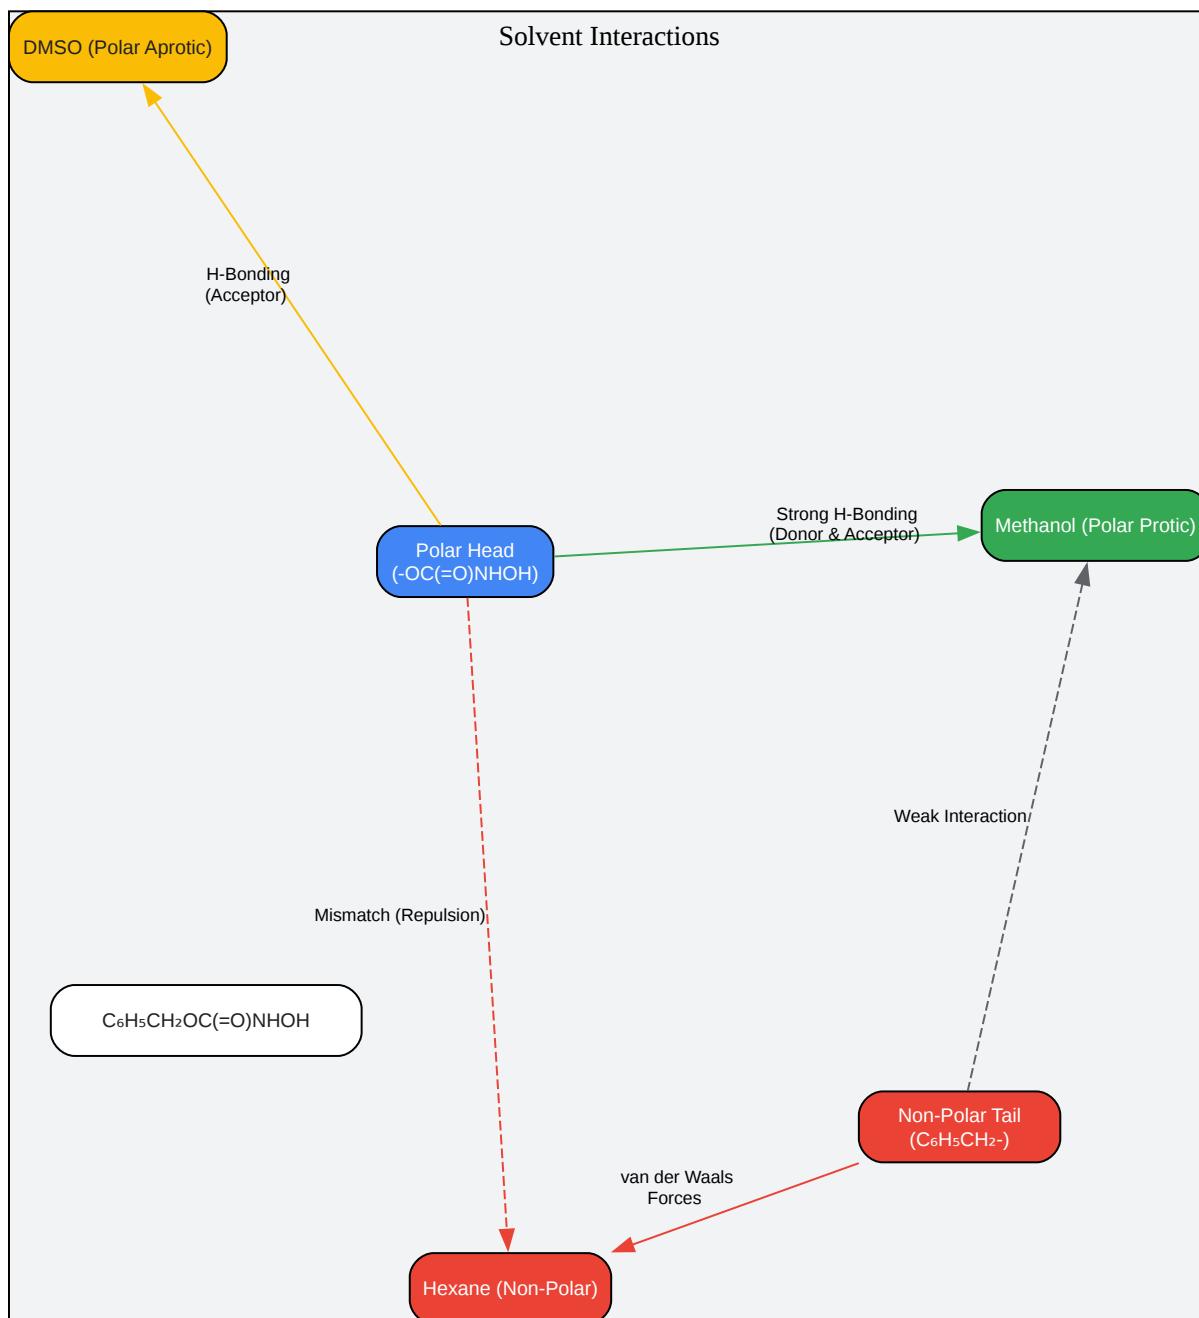 Solvent Interactions
DMSO (Polar Aprotic)
H-Bonding
(Acceptor)
Strong H-Bonding
(Donor & Acceptor)
Methanol (Polar Protic)
Polar Head
(-OC(=O)NHOH)
Weak Interaction
Mismatch (Repulsion)
C₆H₅CH₂OC(=O)NHOH
Non-Polar Tail
(C₆H₅CH₂-)
van der Waals
Forces
Hexane (Non-Polar)